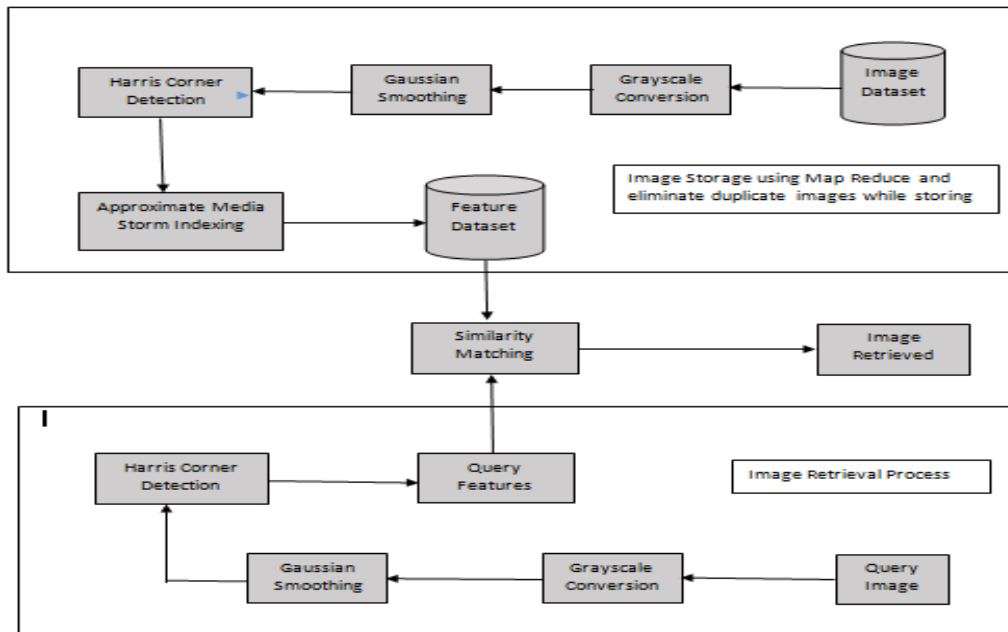 Harris Corner
Detection
Gaussian
Smoothing
Grayscale
Conversion
Image
Dataset
Image Storage using Map Reduce and
eliminate duplicate images while storing
Approximate Media
Storm Indexing
Feature
Dataset
Similarity
Matching
Image
Retrieved
I
Harris Corner
Detection
Query
Features
Image Retrieval Process
Gaussian
Smoothing
Grayscale
Conversion
Query
Image